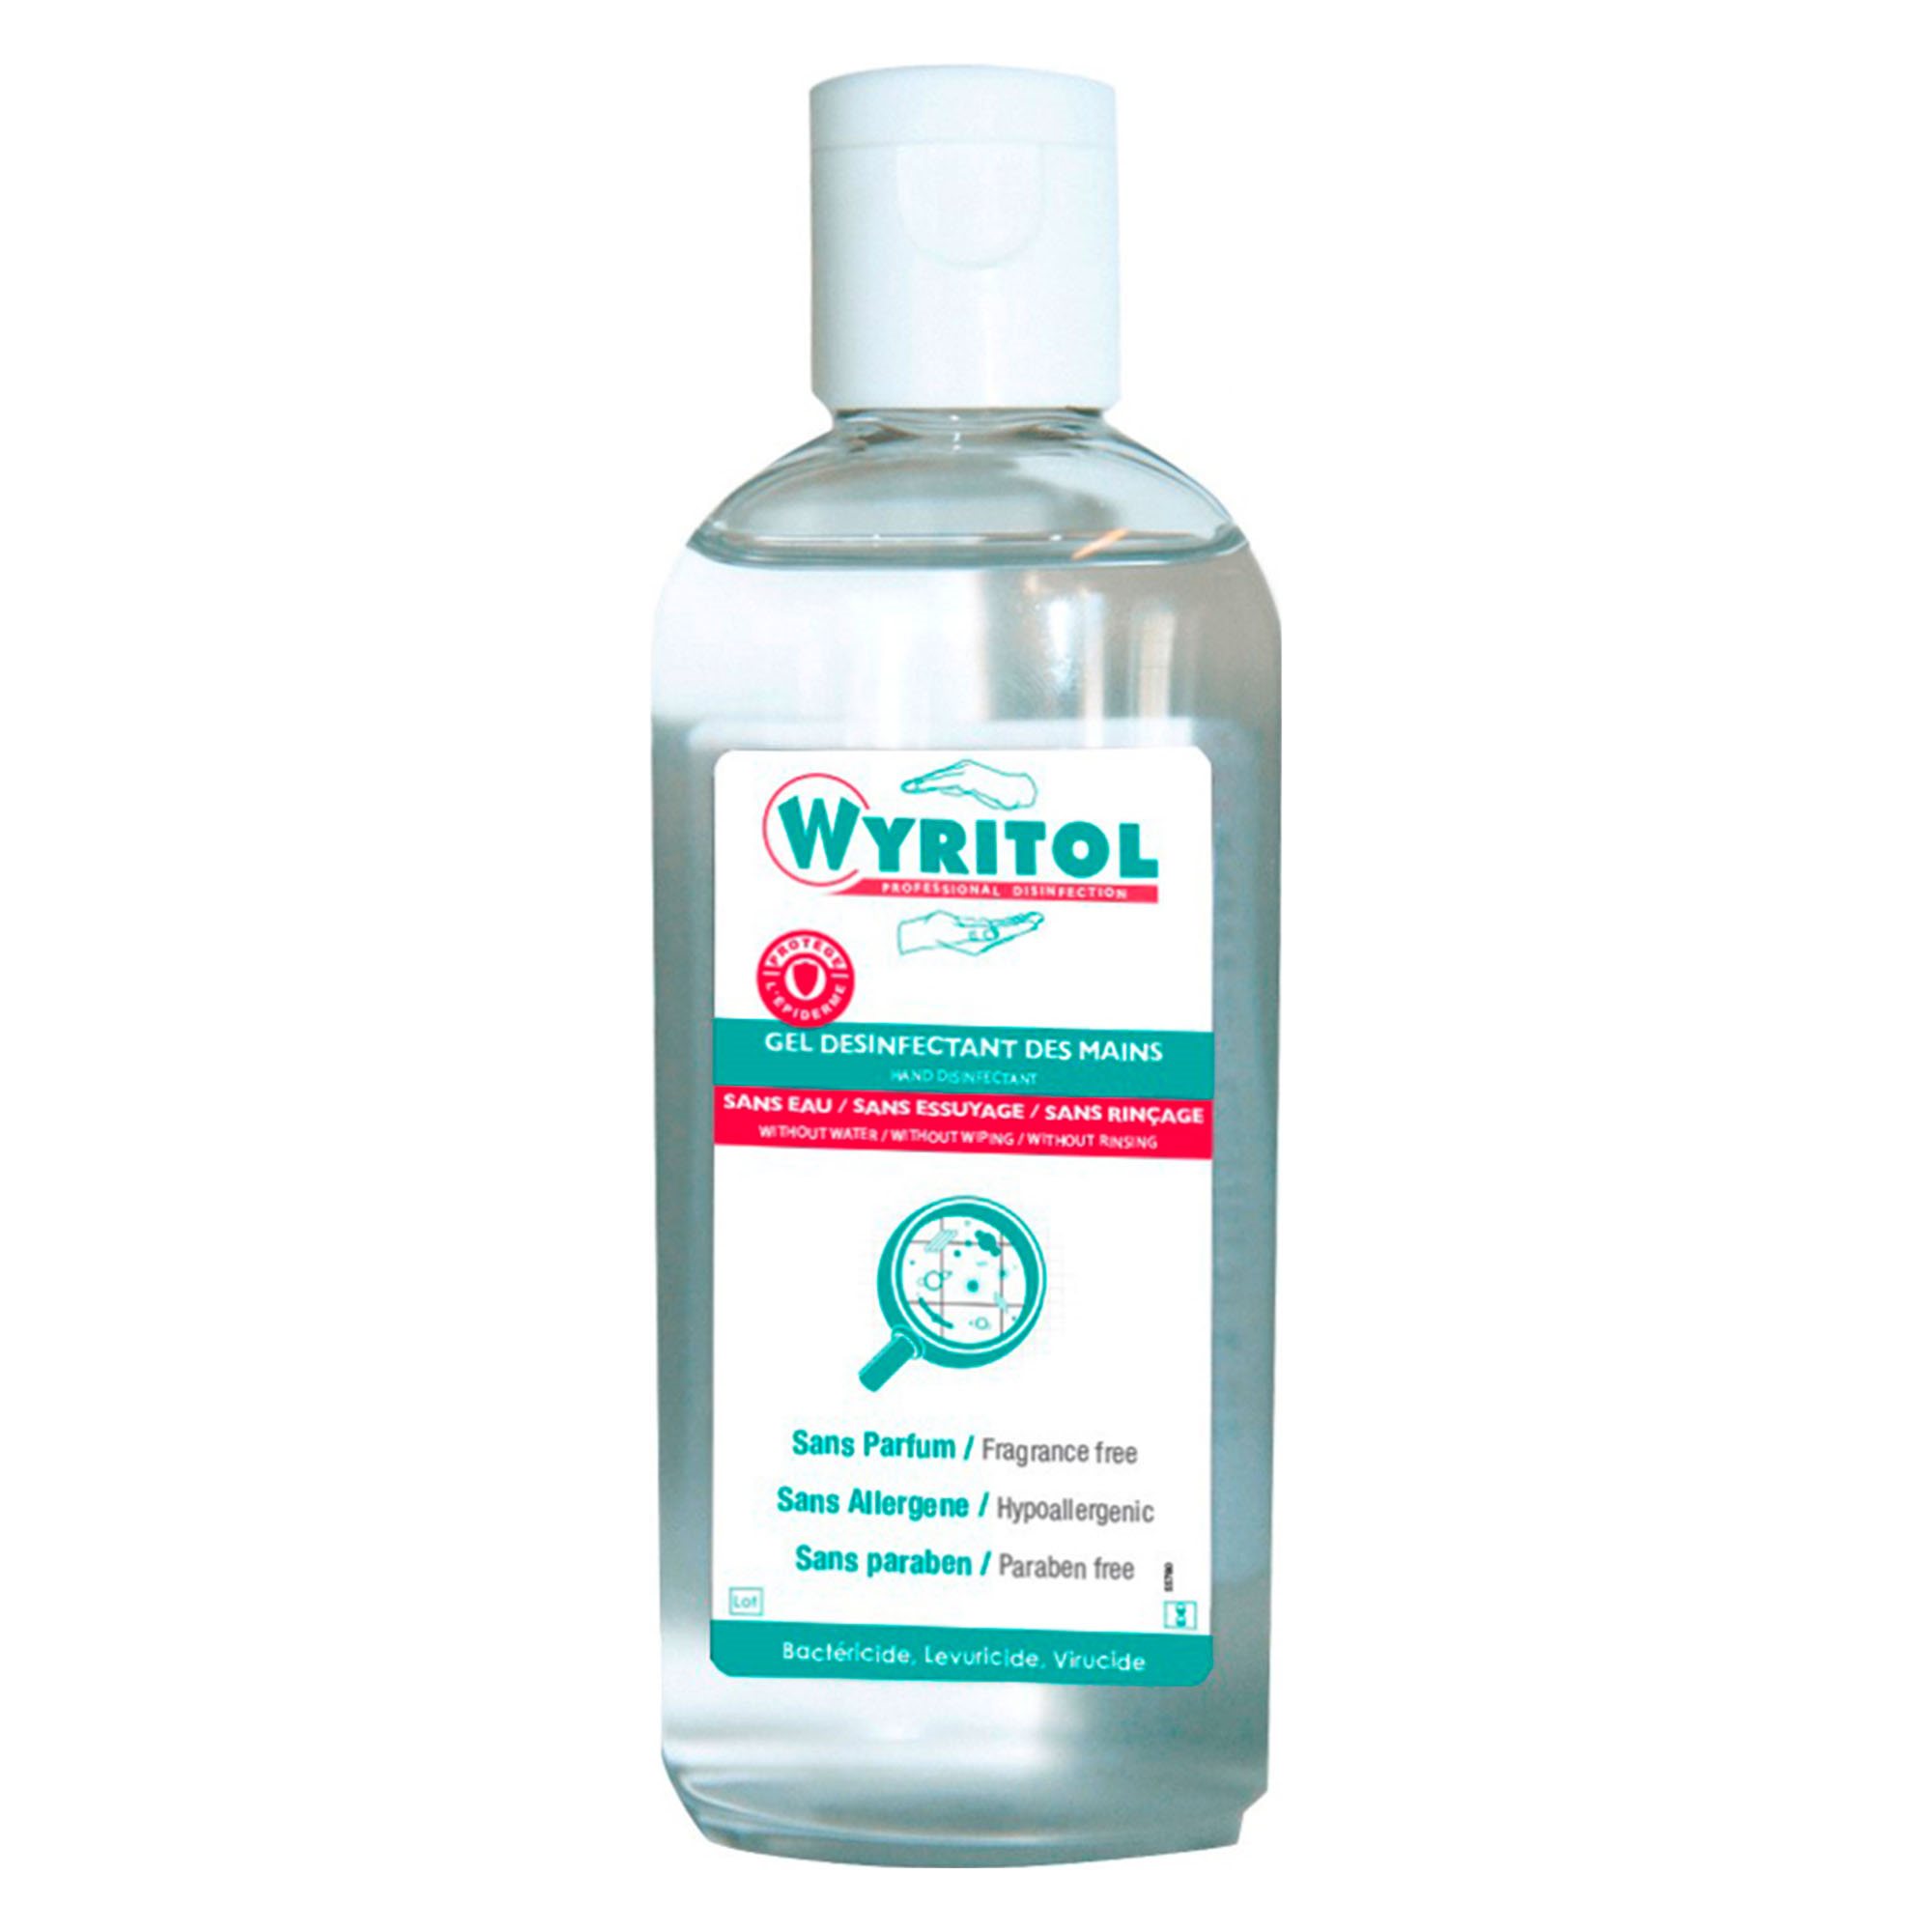 WYRITOL
PROFESSIONAL DISINFECTION
PROTEGE
L'ÉPIDERME
GEL DESINFECTANT DES MAINS
HAND DISINFECTANT
SANS EAU / SANS ESSUYAGE / SANS RINÇAGE
WITHOUT WATER / WITHOUT WIPING / WITHOUT RINSING
Sans Parfum / Fragrance free
Sans Allergene / Hypoallergenic
Sans paraben / Paraben free
Lot
Bactéricide, Levuricide, Virucide